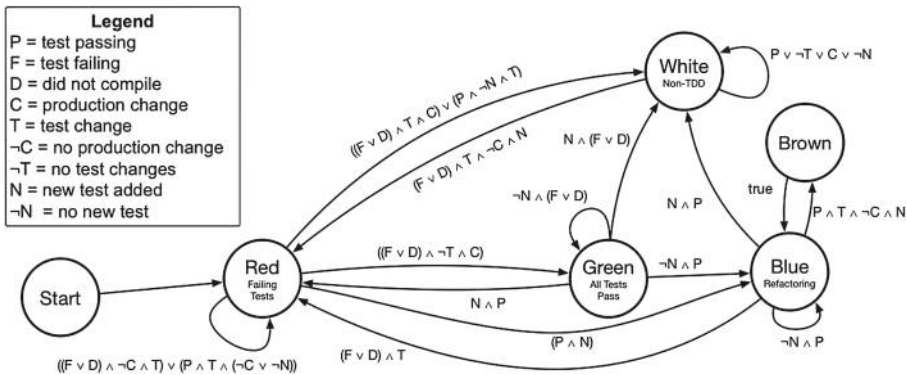 Legend
P = test passing
F = test failing
D = did not compile
C = production change
T = test change
¬C = no production change
¬T = no test changes
N = new test added
¬N = no new test
White
Non-TDD
P ∨ ¬T ∨ C ∨ ¬N
((F ∨ D) ∧ T ∧ C) ∨ (P ∧ ¬N ∧ T)
(F ∨ D) ∧ T ∧ ¬C ∧ N
N ∧ (F ∨ D)
Brown
¬N ∧ (F ∨ D)
true
N ∧ P
P ∧ T ∧ ¬C ∧ N
Start
Red
Failing
Tests
((F ∨ D) ∧ ¬T ∧ C)
Green
All Tests
Pass
¬N ∧ P
Blue
Refactoring
N ∧ P
(P ∧ N)
¬N ∧ P
(F ∨ D) ∧ T
((F ∨ D) ∧ ¬C ∧ T) ∨ (P ∧ T ∧ (¬C ∨ ¬N))